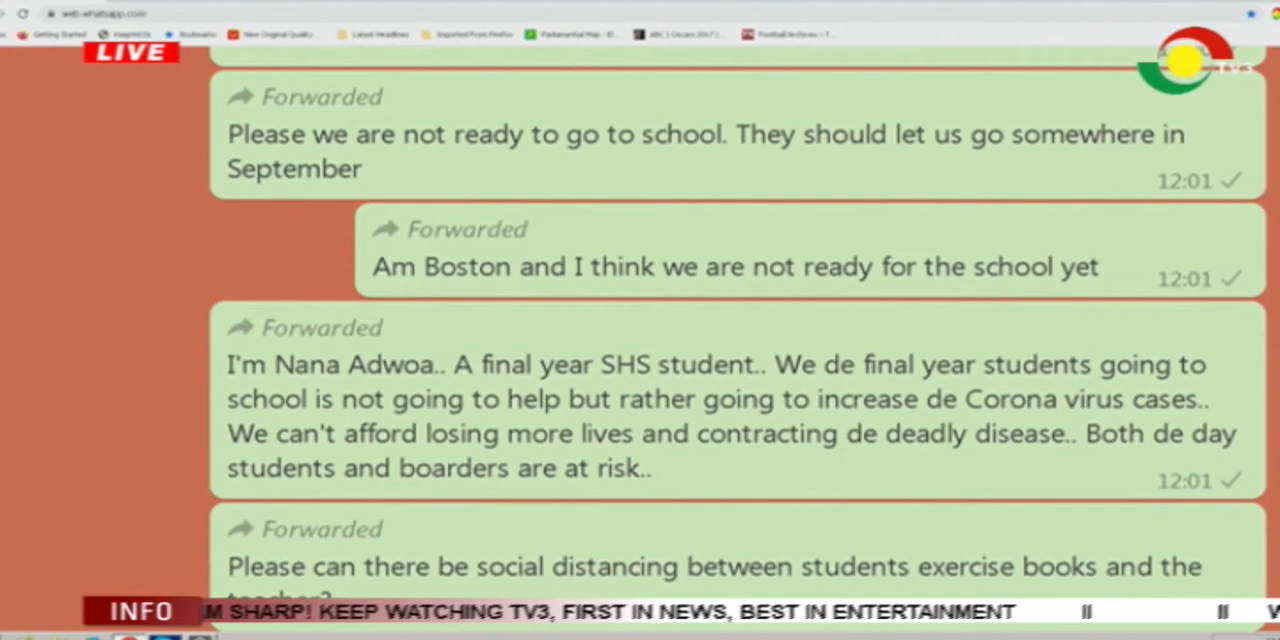 web.whatsapp.com
Getting Started
Bookmarks
New Original Quality...
Latest Headlines
Imported From Firefox
Parliamental Map - El...
ABC | Oscars 2017 |...
Football Archives -
LIVE
TV3
Forwarded
Please we are not ready to go to school. They should let us go somewhere in
September
12:01
Forwarded
Am Boston and I think we are not ready for the school yet
12:01
Forwarded
I'm Nana Adwoa.. A final year SHS student.. We de final year students going to
school is not going to help but rather going to increase de Corona virus cases..
We can't afford losing more lives and contracting de deadly disease.. Both de day
students and boarders are at risk..
12:01
Forwarded
Please can there be social distancing between students exercise books and the
teacher?
INFO
M SHARP! KEEP WATCHING TV3, FIRST IN NEWS, BEST IN ENTERTAINMENT || ||